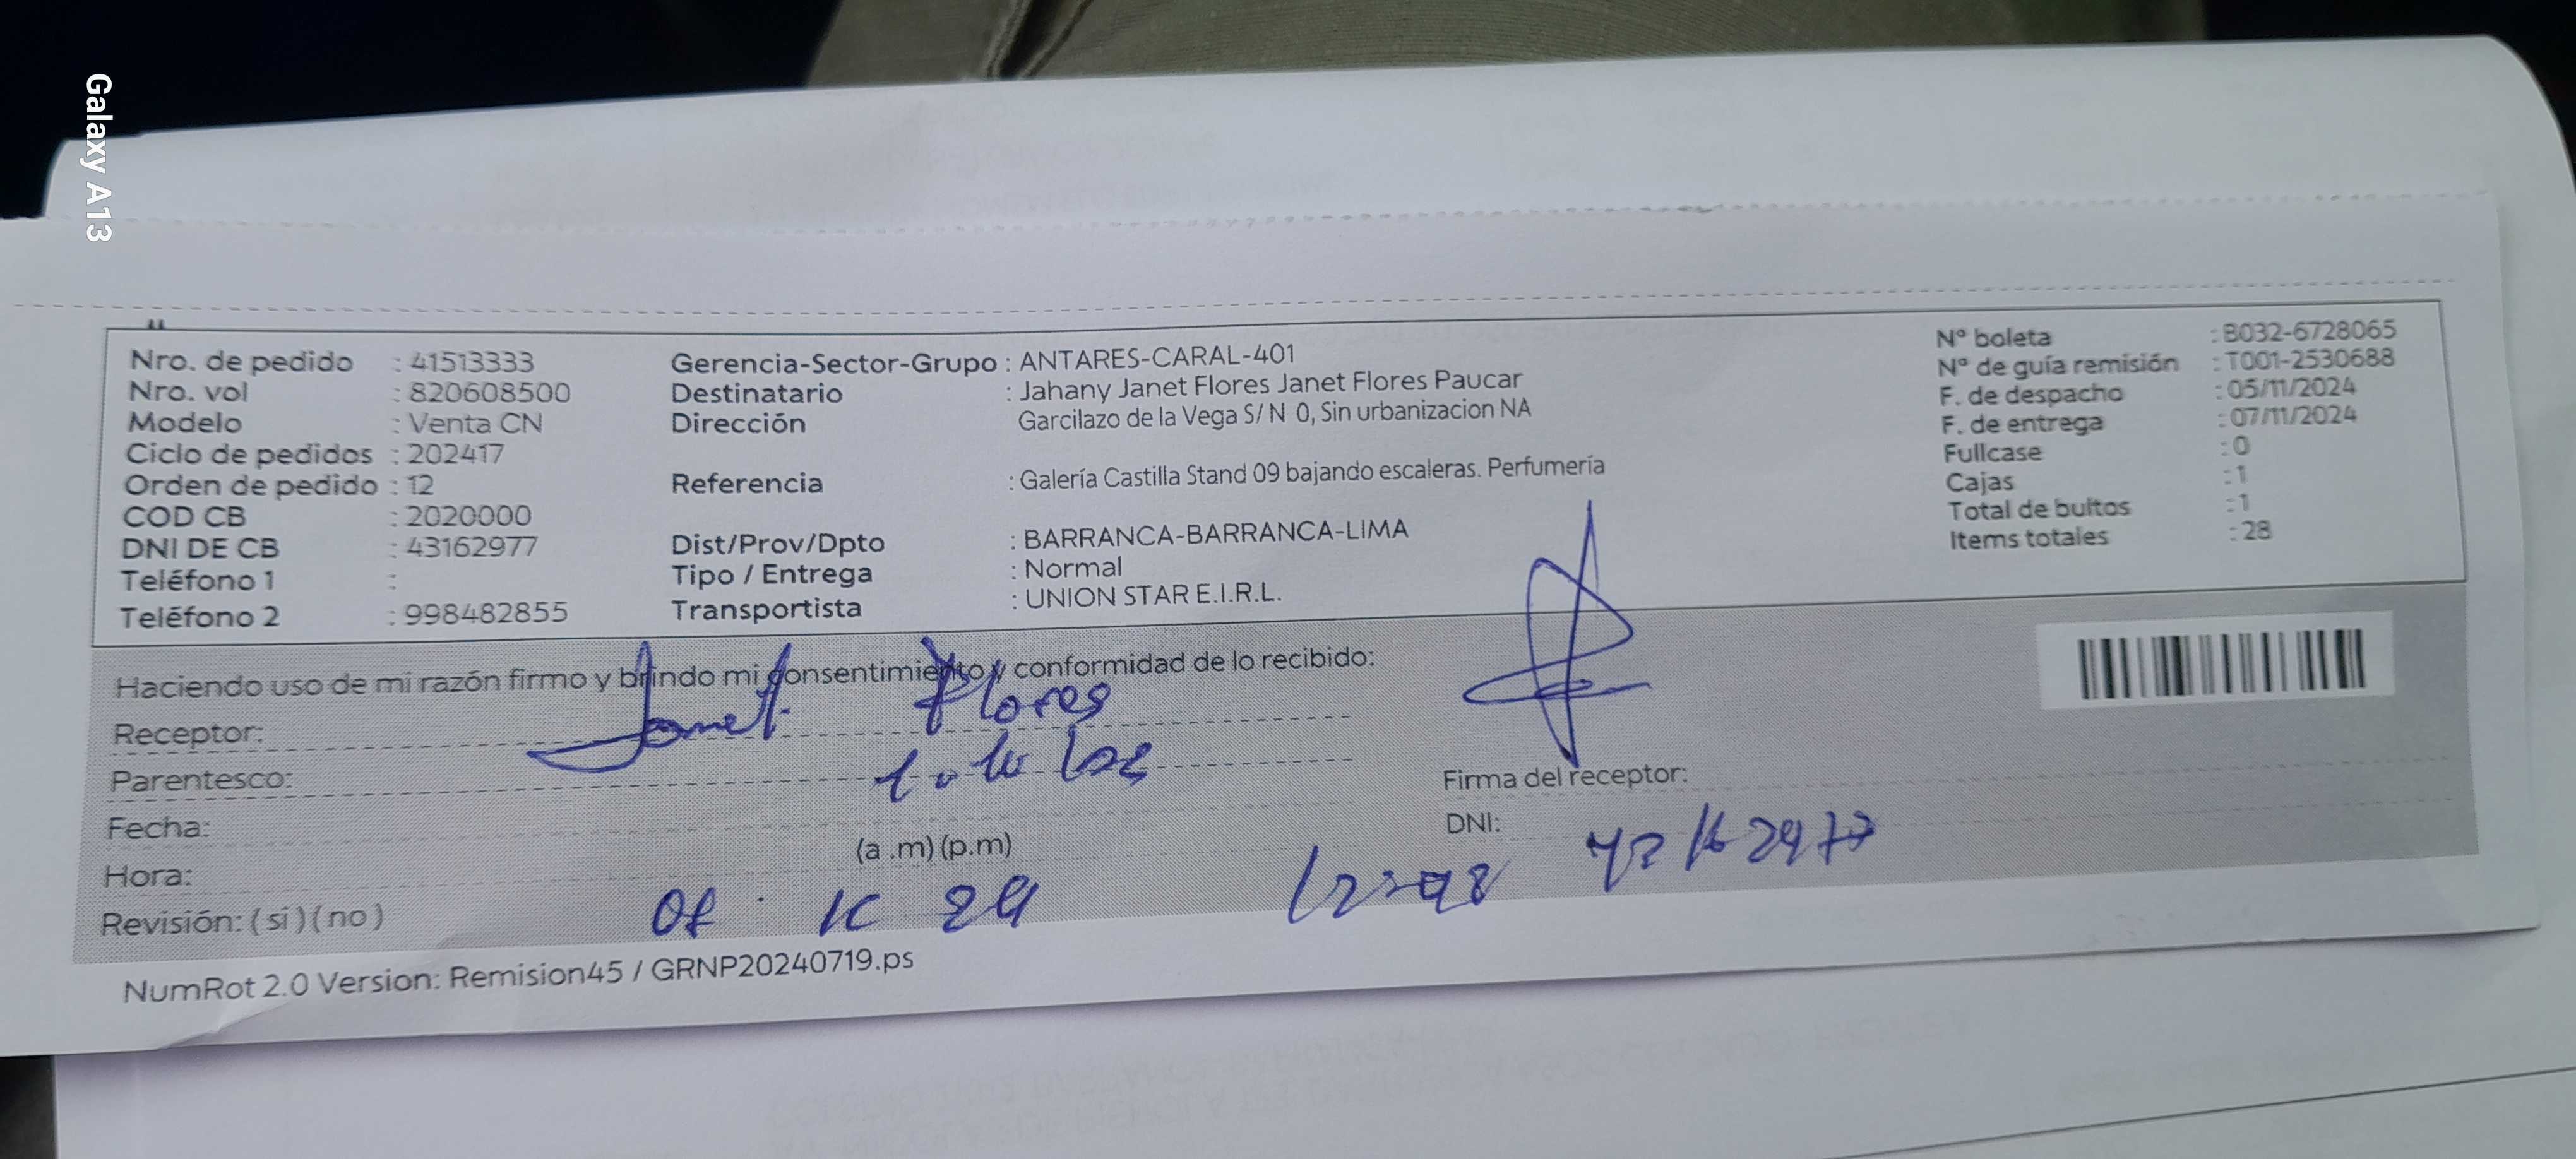 Galaxy A13
Nro. de pedido : 41513333
Nro. vol : 820608500
Modelo : Venta CN
Ciclo de pedidos : 202417
Orden de pedido : 12
COD CB : 2020000
DNI DE CB : 43162977
Teléfono 1 :
Teléfono 2 : 998482855
Gerencia-Sector-Grupo : ANTARES-CARAL-401
Destinatario : Jahany Janet Flores Janet Flores Paucar
Dirección Garcilazo de la Vega S/ N 0, Sin urbanizacion NA
Referencia : Galería Castilla Stand 09 bajando escaleras. Perfumería
Dist/Prov/Dpto : BARRANCA-BARRANCA-LIMA
Tipo / Entrega : Normal
Transportista : UNION STAR E.I.R.L.
Nº boleta : B032-6728065
Nº de guía remisión : T001-2530688
F. de despacho : 05/11/2024
F. de entrega : 07/11/2024
Fullcase : 0
Cajas : 1
Total de bultos : 1
Items totales : 28
Haciendo uso de mi razón firmo y brindo mi consentimiento y conformidad de lo recibido:
Receptor: Janet Flores
Parentesco:
Fecha:
Hora: (a .m) (p.m)
Revisión: ( si ) ( no )
Firma del receptor:
DNI:
NumRot 2.0 Version: Remision45 / GRNP20240719.ps